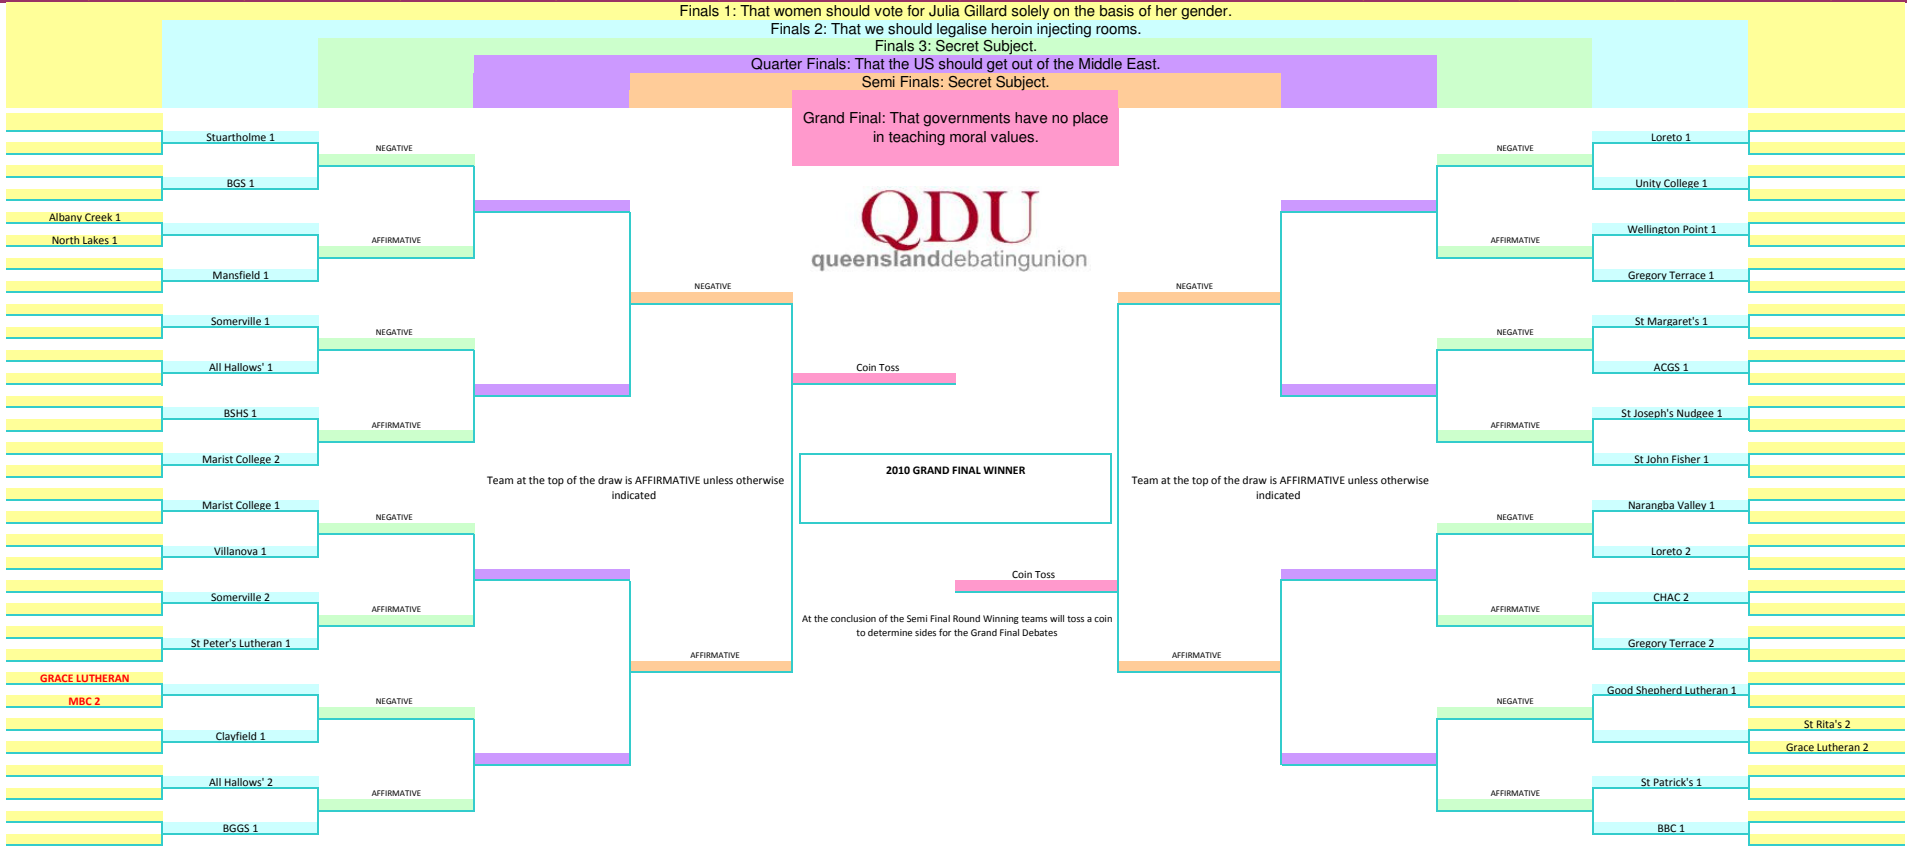 Finals 1: That women should vote for Julia Gillard solely on the basis of her gender.
Finals 2: That we should legalise heroin injecting rooms.
Finals 3: Secret Subject.
Quarter Finals: That the US should get out of the Middle East.
Semi Finals: Secret Subject.
Grand Final: That governments have no place
in teaching moral values.
QDU
queenslanddebatingunion
Albany Creek 1
North Lakes 1
GRACE LUTHERAN
MBC 2
Stuartholme 1
BGS 1
Mansfield 1
Somerville 1
All Hallows' 1
BSHS 1
Marist College 2
Marist College 1
Villanova 1
Somerville 2
St Peter's Lutheran 1
Clayfield 1
All Hallows' 2
BGGS 1
NEGATIVE
AFFIRMATIVE
NEGATIVE
AFFIRMATIVE
NEGATIVE
AFFIRMATIVE
NEGATIVE
AFFIRMATIVE
Team at the top of the draw is AFFIRMATIVE unless otherwise
indicated
NEGATIVE
AFFIRMATIVE
Coin Toss
2010 GRAND FINAL WINNER
Coin Toss
At the conclusion of the Semi Final Round Winning teams will toss a coin
to determine sides for the Grand Final Debates
NEGATIVE
AFFIRMATIVE
Team at the top of the draw is AFFIRMATIVE unless otherwise
indicated
NEGATIVE
AFFIRMATIVE
NEGATIVE
AFFIRMATIVE
NEGATIVE
AFFIRMATIVE
NEGATIVE
AFFIRMATIVE
Loreto 1
Unity College 1
Wellington Point 1
Gregory Terrace 1
St Margaret's 1
ACGS 1
St Joseph's Nudgee 1
St John Fisher 1
Narangba Valley 1
Loreto 2
CHAC 2
Gregory Terrace 2
Good Shepherd Lutheran 1
St Patrick's 1
BBC 1
St Rita's 2
Grace Lutheran 2